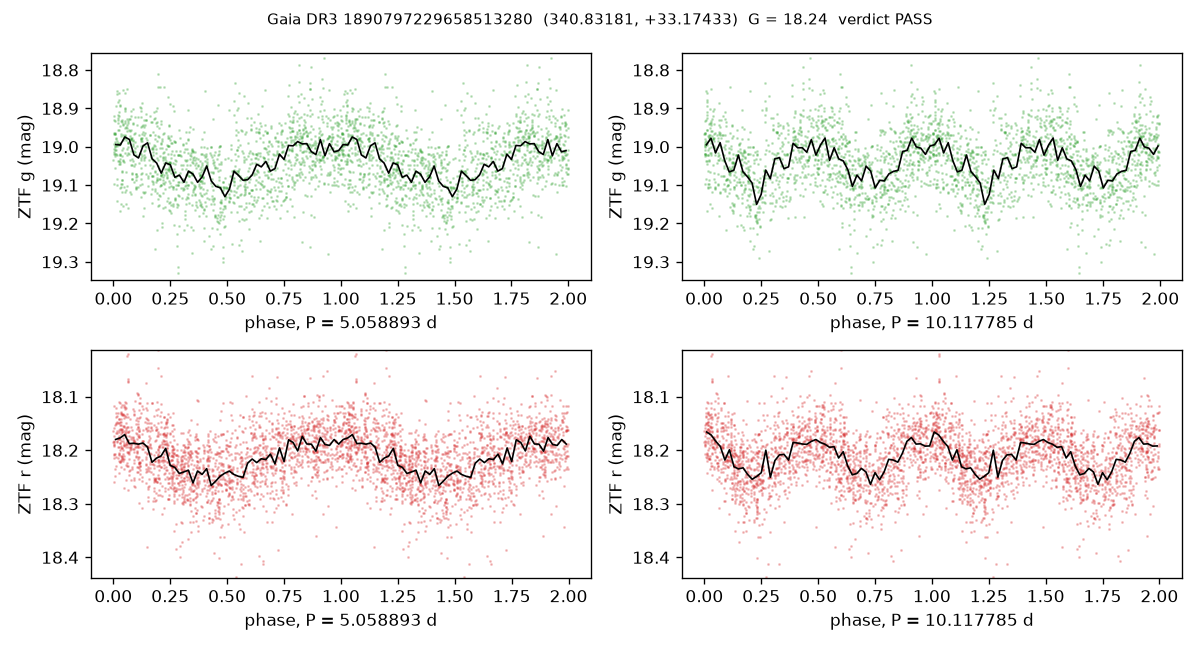 Gaia DR3 1890797229658513280 (340.83181, +33.17433) G = 18.24 verdict PASS
ZTF g (mag)
18.8
18.9
19.0
19.1
19.2
19.3
0.00 0.25 0.50 0.75 1.00 1.25 1.50 1.75 2.00
phase, P = 5.058893 d
ZTF g (mag)
18.8
18.9
19.0
19.1
19.2
19.3
0.00 0.25 0.50 0.75 1.00 1.25 1.50 1.75 2.00
phase, P = 10.117785 d
ZTF r (mag)
18.1
18.2
18.3
18.4
0.00 0.25 0.50 0.75 1.00 1.25 1.50 1.75 2.00
phase, P = 5.058893 d
ZTF r (mag)
18.1
18.2
18.3
18.4
0.00 0.25 0.50 0.75 1.00 1.25 1.50 1.75 2.00
phase, P = 10.117785 d